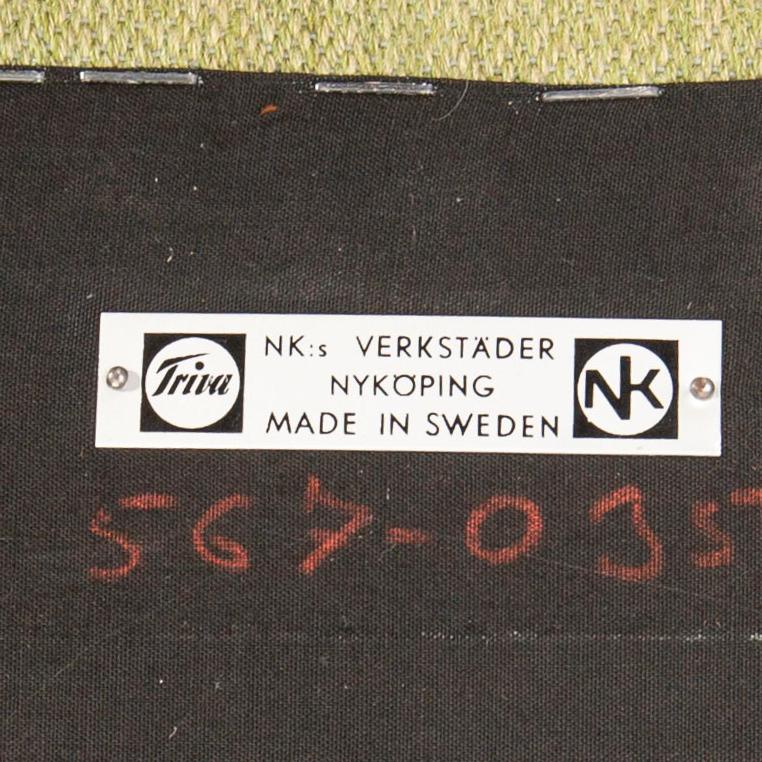 Triva
NK:s VERKSTÄDER
NYKÖPING
MADE IN SWEDEN
NK
567-035